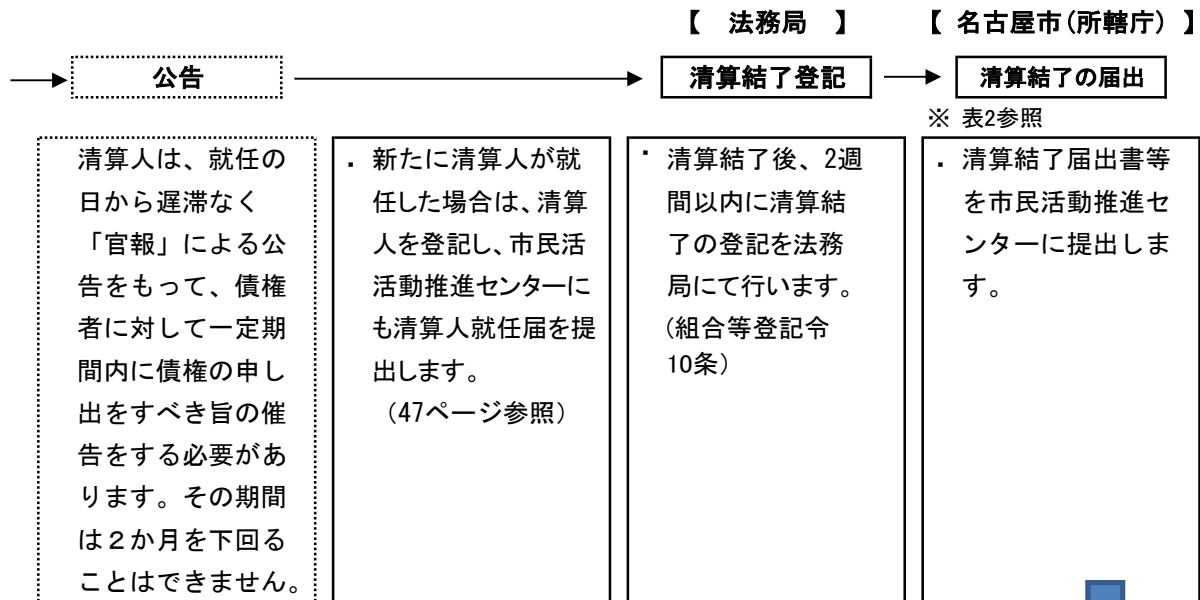 【 法務局 】
【 名古屋市(所轄庁) 】
公告
清算結了登記
清算結了の届出
※ 表2参照
清算人は、就任の
日から遅滞なく
「官報」による公
告をもって、債権
者に対して一定期
間内に債権の申し
出をすべき旨の催
告をする必要があ
ります。その期間
は２か月を下回る
ことはできません。
・ 新たに清算人が就
任した場合は、清算
人を登記し、市民活
活動推進センターに
も清算人就任届を提
出します。
（47ページ参照）
・ 清算結了後、2週
間以内に清算結
了の登記を法務
局にて行います。
(組合等登記令
10条)
・ 清算結了届出書等
を市民活動推進セ
ンターに提出しま
す。